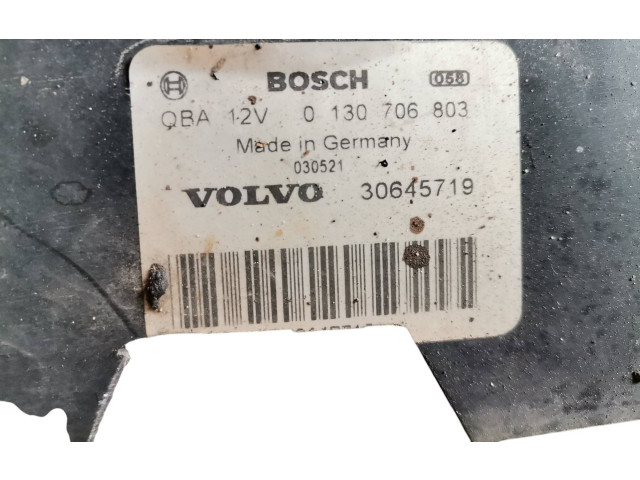 BOSCH 058
QBA 12V 0 130 706 803
Made in Germany
030521
VOLVO 30645719